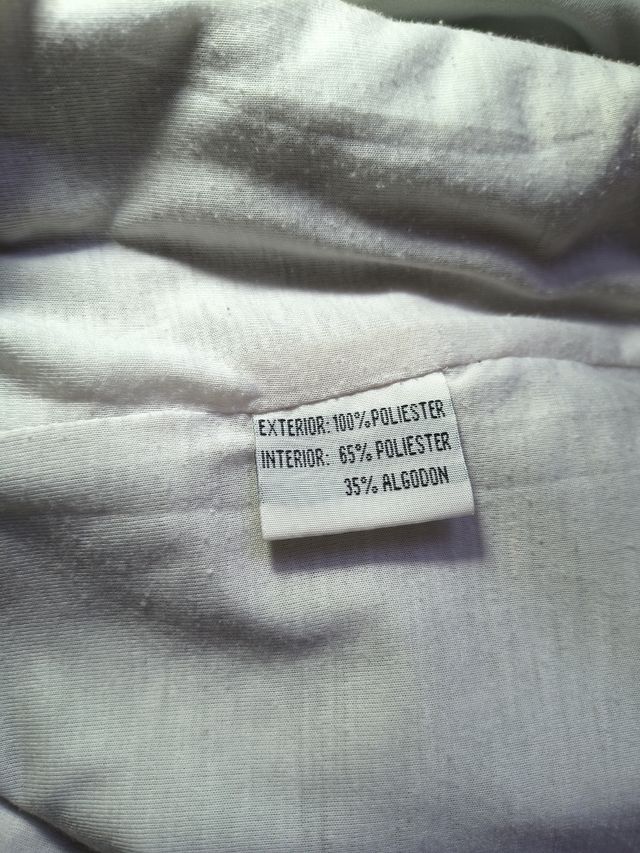 EXTERIOR: 100% POLIESTER
INTERIOR: 65% POLIESTER
35% ALGODON